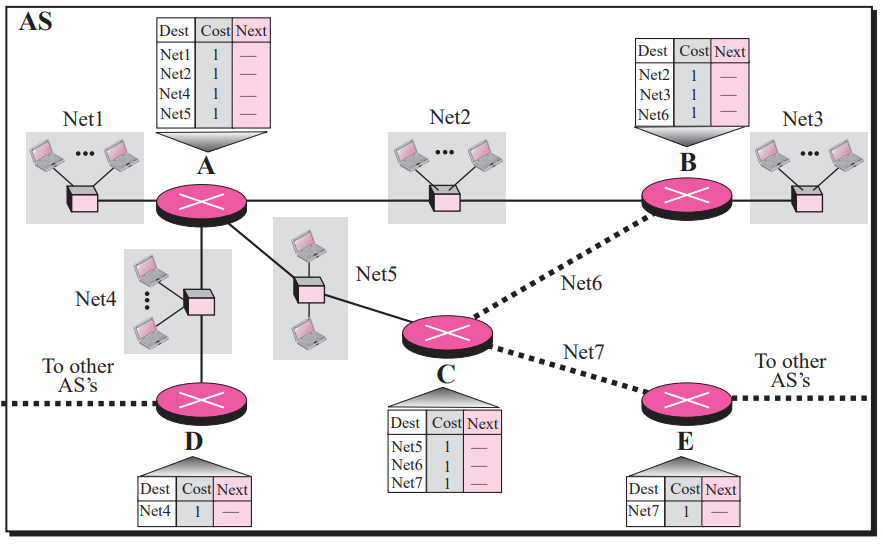 AS
Dest Cost Next
Net1 1 —
Net2 1 —
Net4 1 —
Net5 1 —
A
Dest Cost Next
Net2 1 —
Net3 1 —
Net6 1 —
B
Net1
Net2
Net3
Net4
Net5
Net6
Net7
To other
AS's
To other
AS's
C
Dest Cost Next
Net5 1 —
Net6 1 —
Net7 1 —
D
Dest Cost Next
Net4 1 —
E
Dest Cost Next
Net7 1 —